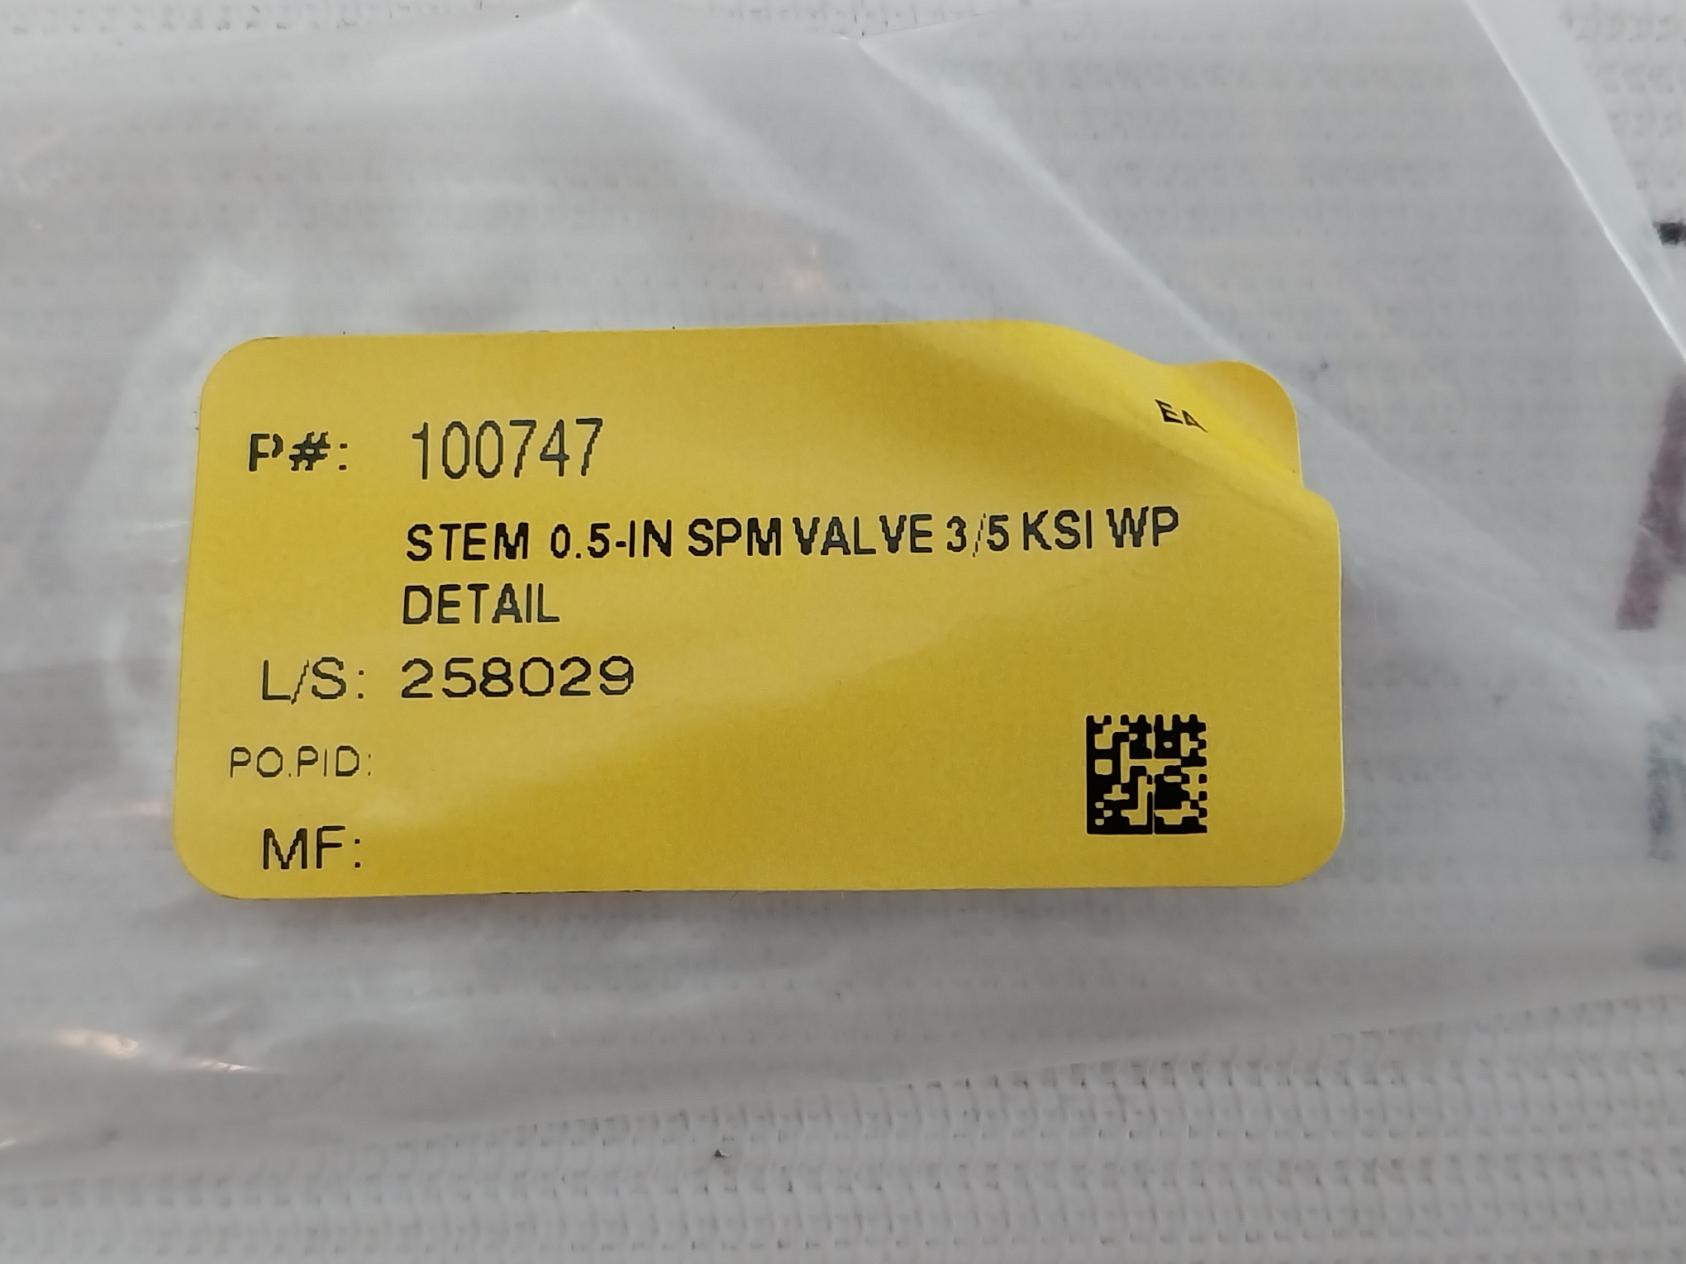 P#: 100747 EA
STEM 0.5-IN SPM VALVE 3/5 KSI WP
DETAIL
L/S: 258029
PO.PID:
MF: